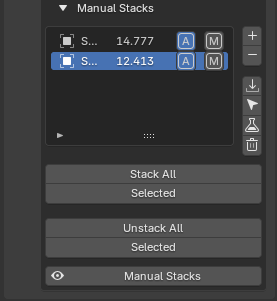 Manual Stacks
S... 14.777 A M
S... 12.413 A M
Stack All
Selected
Unstack All
Selected
Manual Stacks